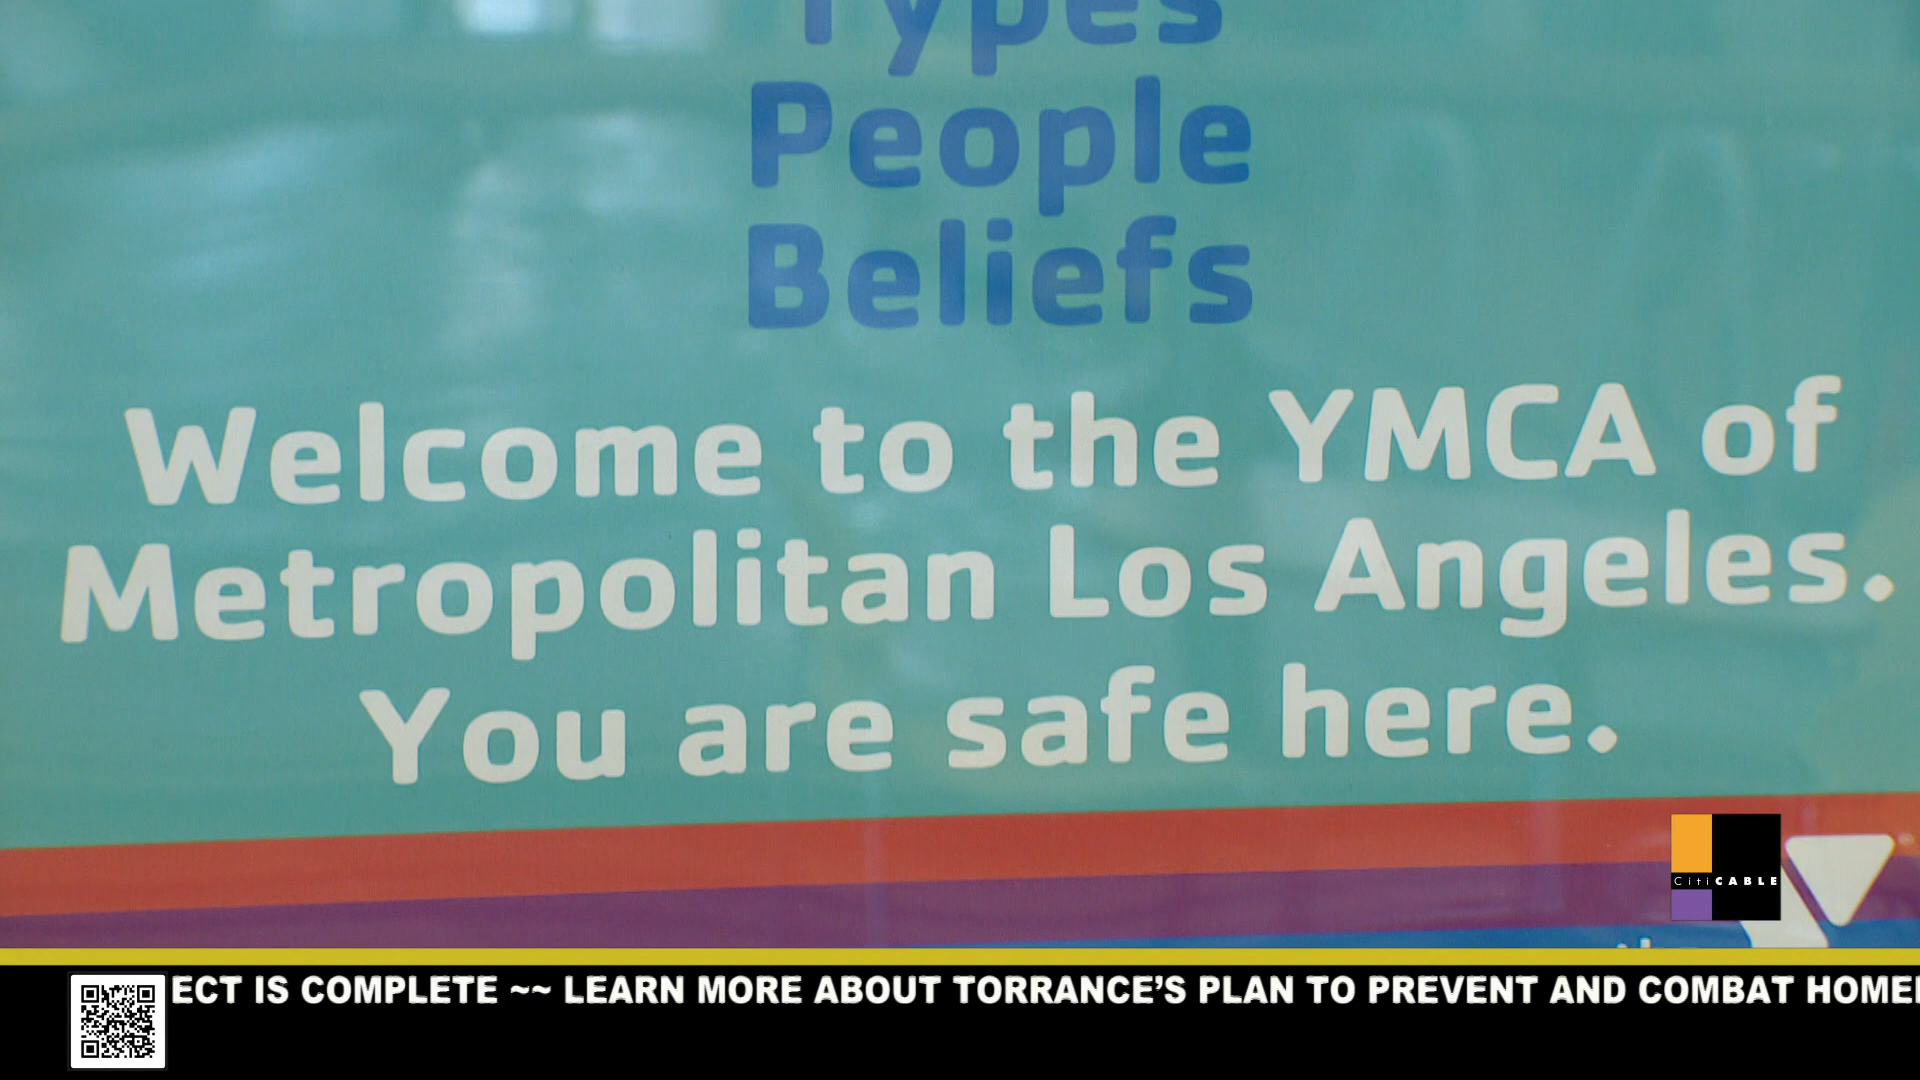 Types
People
Beliefs
Welcome to the YMCA of
Metropolitan Los Angeles.
You are safe here.
CitiCABLE
ECT IS COMPLETE ~~ LEARN MORE ABOUT TORRANCE'S PLAN TO PREVENT AND COMBAT HOME